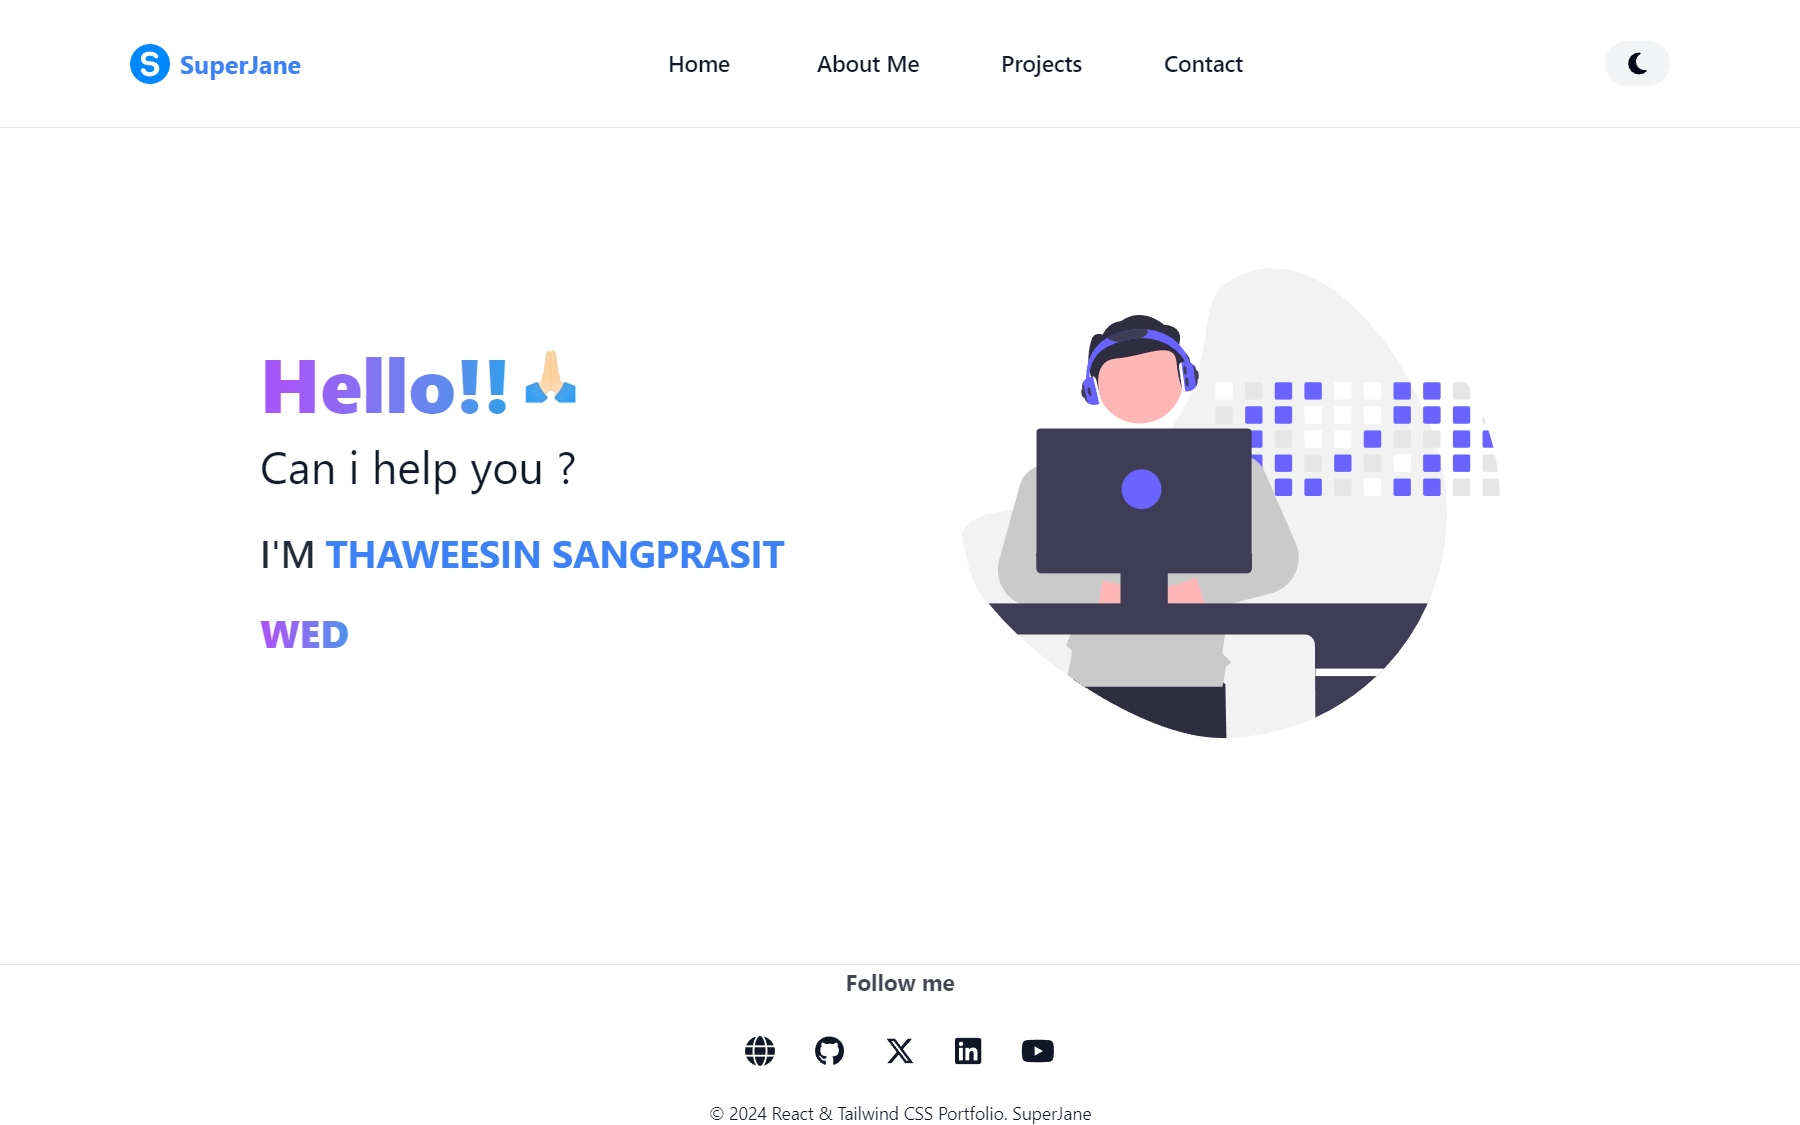 S SuperJane
Home About Me Projects Contact
Hello!! 🙏🏻
Can i help you ?
I'M THAWEESIN SANGPRASIT
WED
Follow me
© 2024 React & Tailwind CSS Portfolio. SuperJane